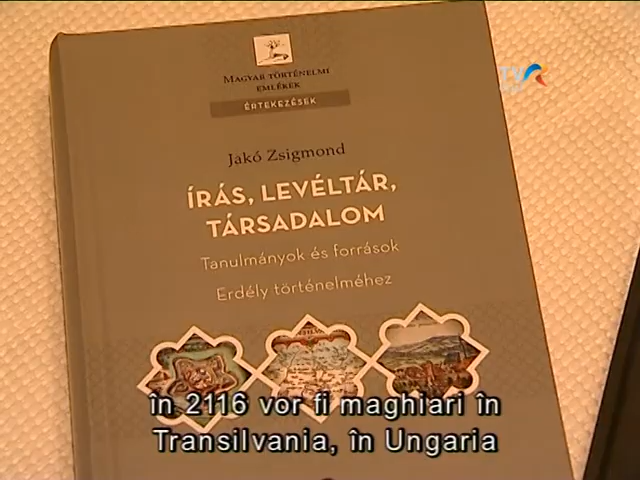 MAGYAR TÖRTÉNELMI
EMLÉKEK
ÉRTEKEZÉSEK
TVR
Jakó Zsigmond
ÍRÁS, LEVÉLTÁR,
TÁRSADALOM
Tanulmányok és források
Erdély történelméhez
în 2116 vor fi maghiari în
Transilvania, în Ungaria